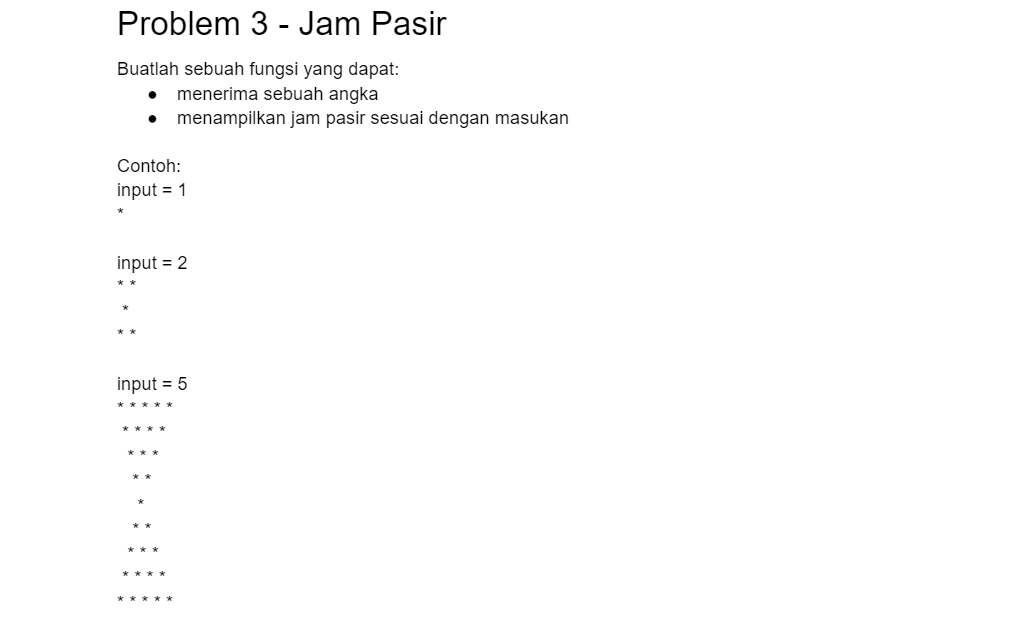 Problem 3 - Jam Pasir
Buatlah sebuah fungsi yang dapat:
● menerima sebuah angka
● menampilkan jam pasir sesuai dengan masukan
Contoh:
input = 1
*
input = 2
* *
 *
* *
input = 5
* * * * *
 * * * *
  * * *
   * *
    *
   * *
  * * *
 * * * *
* * * * *